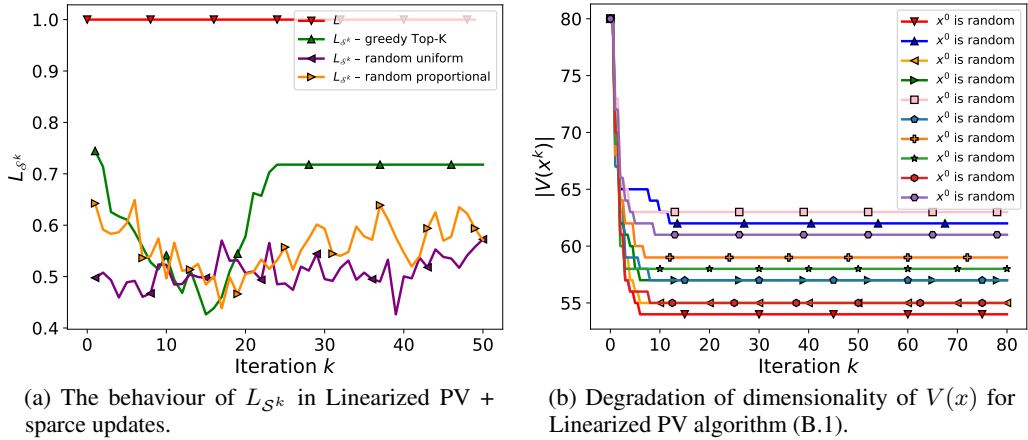 1.0
0.9
0.8
0.7
0.6
0.5
0.4
L_{S^k}
L
L_{S^k} – greedy Top-K
L_{S^k} – random uniform
L_{S^k} – random proportional
0 10 20 30 40 50
Iteration k
(a) The behaviour of L_{S^k} in Linearized PV +
sparce updates.
80
75
70
65
60
55
|V(x^k)|
x^0 is random
x^0 is random
x^0 is random
x^0 is random
x^0 is random
x^0 is random
x^0 is random
x^0 is random
x^0 is random
x^0 is random
0 10 20 30 40 50 60 70 80
Iteration k
(b) Degradation of dimensionality of V(x) for
Linearized PV algorithm (B.1).